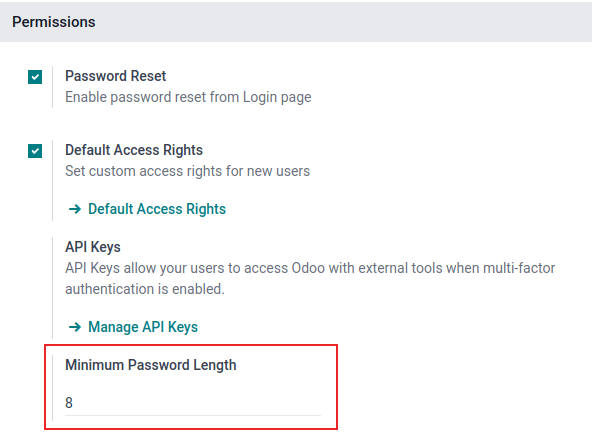 Permissions
Password Reset
Enable password reset from Login page
Default Access Rights
Set custom access rights for new users
→ Default Access Rights
API Keys
API Keys allow your users to access Odoo with external tools when multi-factor
authentication is enabled.
→ Manage API Keys
Minimum Password Length
8